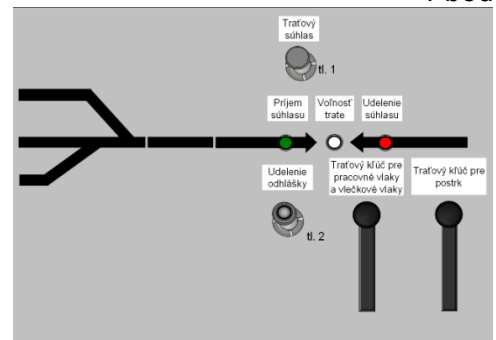 Traťový
súhlas
tl. 1
Príjem
súhlasu
Voľnosť
trate
Udelenie
súhlasu
Udelenie
odhlášky
tl. 2
Traťový kľúč pre
pracovné vlaky
a vlečkové vlaky
Traťový kľúč pre
postrk